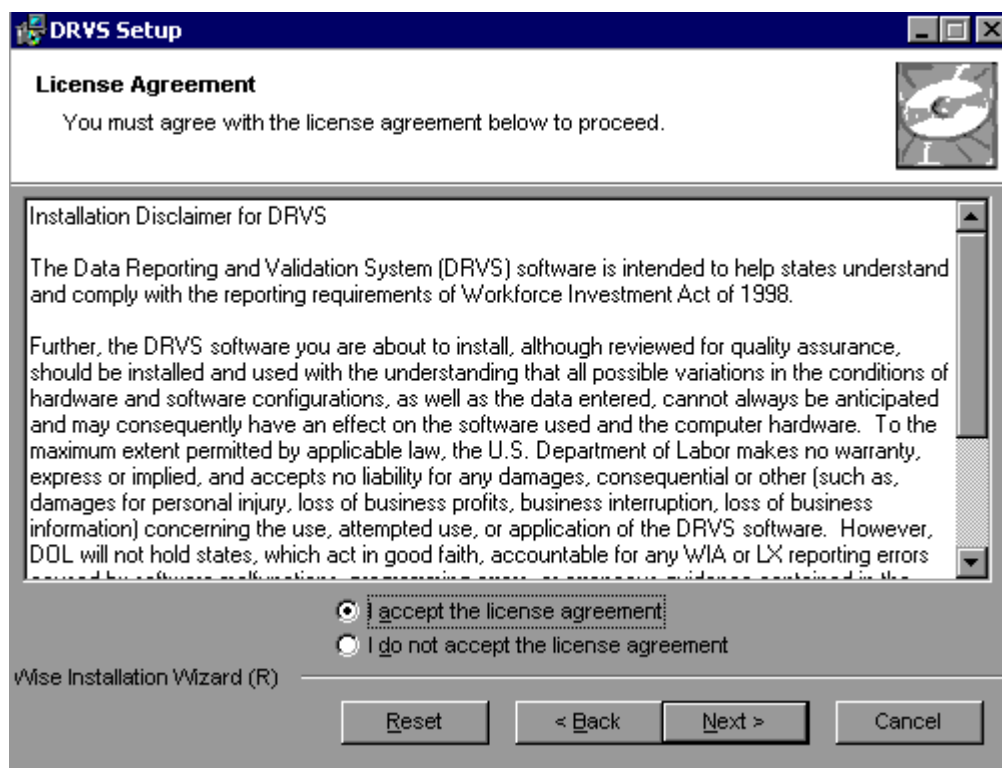 DRVS Setup
License Agreement
You must agree with the license agreement below to proceed.
Installation Disclaimer for DRVS
The Data Reporting and Validation System (DRVS) software is intended to help states understand
and comply with the reporting requirements of Workforce Investment Act of 1998.
Further, the DRVS software you are about to install, although reviewed for quality assurance,
should be installed and used with the understanding that all possible variations in the conditions of
hardware and software configurations, as well as the data entered, cannot always be anticipated
and may consequently have an effect on the software used and the computer hardware.  To the
maximum extent permitted by applicable law, the U.S. Department of Labor makes no warranty,
express or implied, and accepts no liability for any damages, consequential or other (such as,
damages for personal injury, loss of business profits, business interruption, loss of business
information) concerning the use, attempted use, or application of the DRVS software.  However,
DOL will not hold states, which act in good faith, accountable for any WIA or LX reporting errors
I accept the license agreement
I do not accept the license agreement
Wise Installation Wizard (R)
Reset
< Back
Next >
Cancel